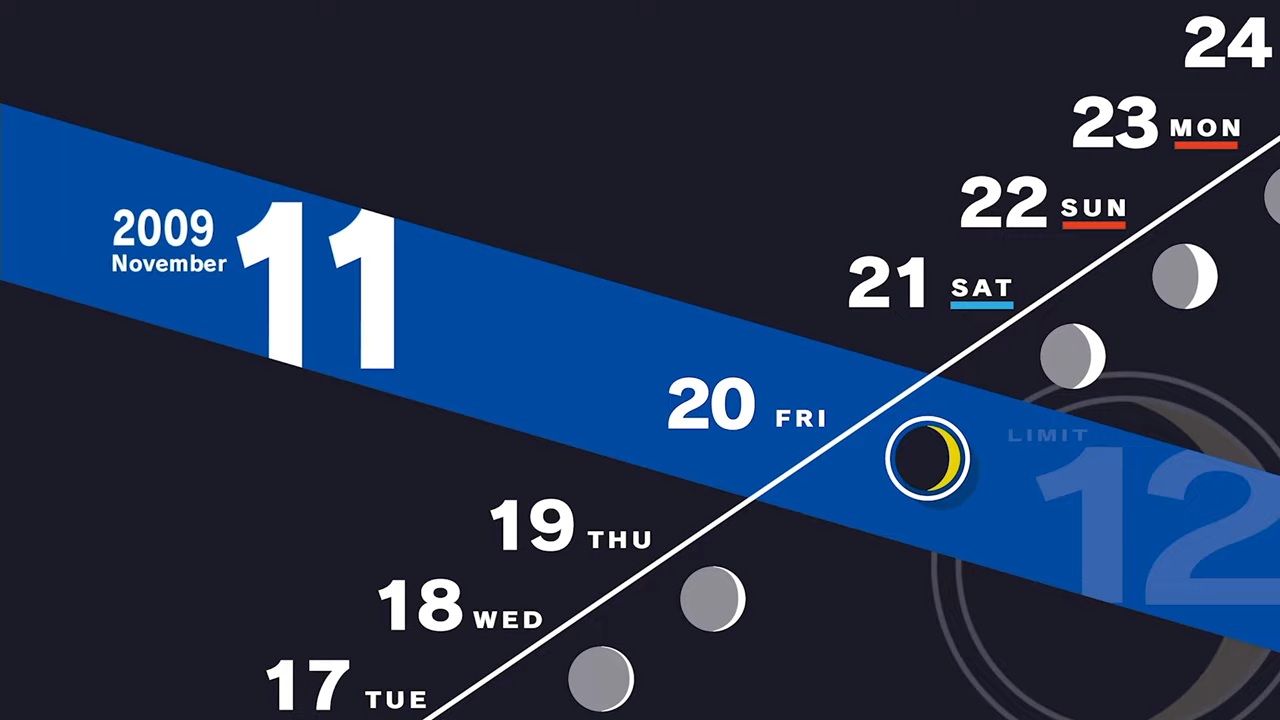 24
23 MON
22 SUN
2009
November
11
21 SAT
20 FRI
LIMIT
12
19 THU
18 WED
17 TUE